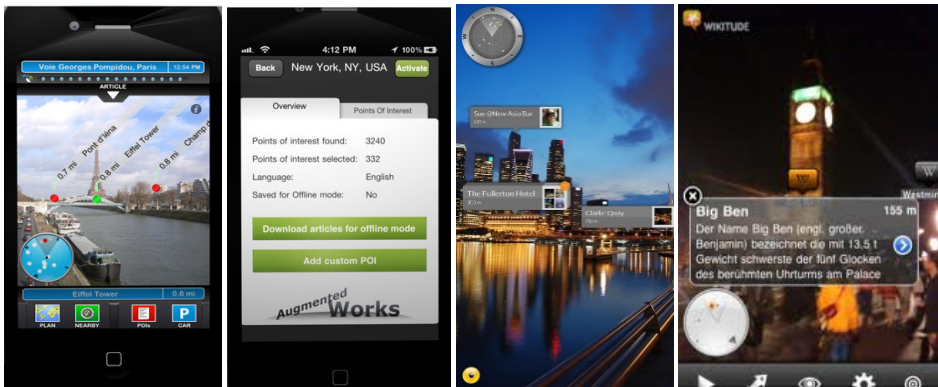 Voie Georges Pompidou, Paris
12:54 PM
ARTICLE
0.7 mi Pont d'Iéna
0.8 mi Eiffel Tower
0.8 mi Champ d
Eiffel Tower
0.8 mi
PLAN
NEARBY
POIs
P
CAR
4:12 PM
100%
Back
New York, NY, USA
Activate
Overview
Points Of Interest
Points of interest found: 3240
Points of interest selected: 332
Language: English
Saved for Offline mode: No
Download articles for offline mode
Add custom POI
Augmented
Works
N
E
S
W
Sue @New Asia Bar
The Fullerton Hotel
Clarke Quay
WIKITUDE
W
W
Westmin
Big Ben
155 m
Der Name Big Ben (engl. großer
Benjamin) bezeichnet die mit 13,5 t
Gewicht schwerste der fünf Glocken
des berühmten Uhrturms am Palace